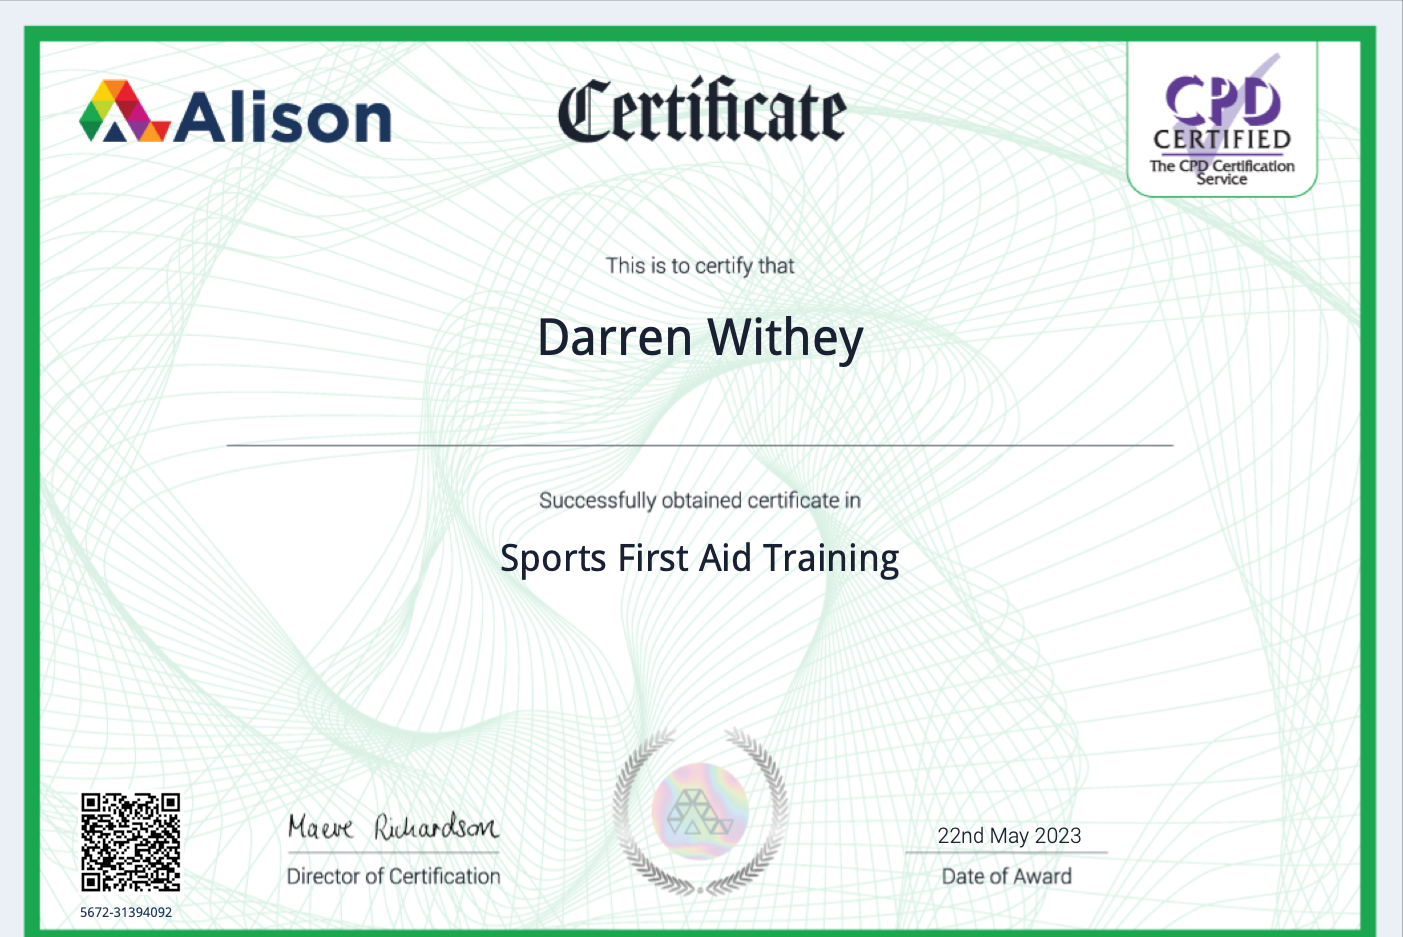 Alison
Certificate
CPD
CERTIFIED
The CPD Certification
Service
This is to certify that
Darren Withey
Successfully obtained certificate in
Sports First Aid Training
Maeve Richardson
Director of Certification
22nd May 2023
Date of Award
5672-31394092